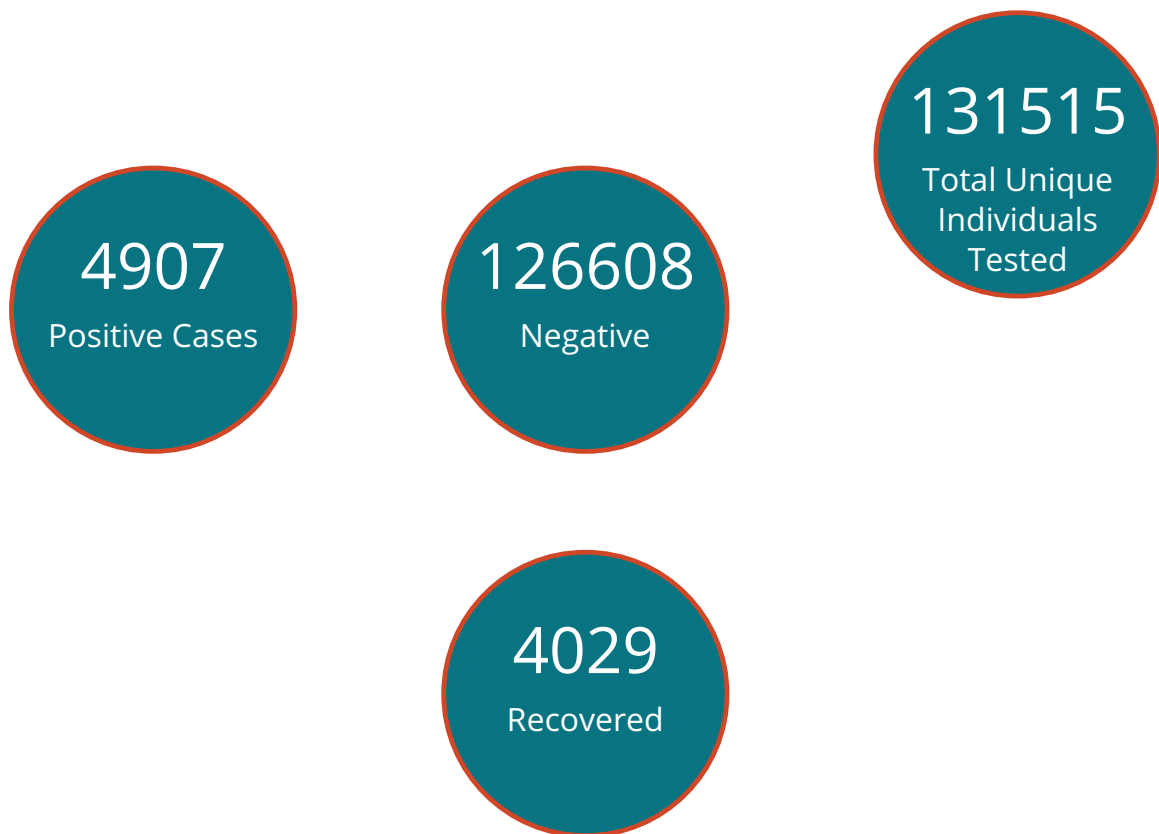 4907
Positive Cases
126608
Negative
131515
Total Unique
Individuals
Tested
4029
Recovered